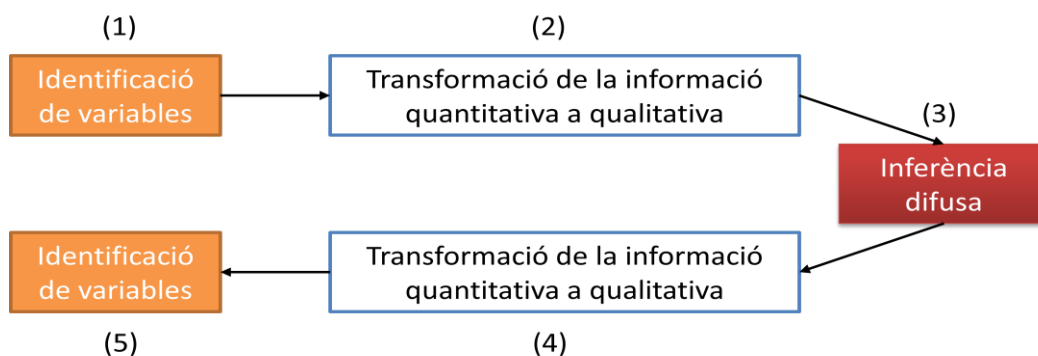 (1)
(2)
Identificació
de variables
Transformació de la informació
quantitativa a qualitativa
(3)
Inferència
difusa
Identificació
de variables
Transformació de la informació
quantitativa a qualitativa
(5)
(4)